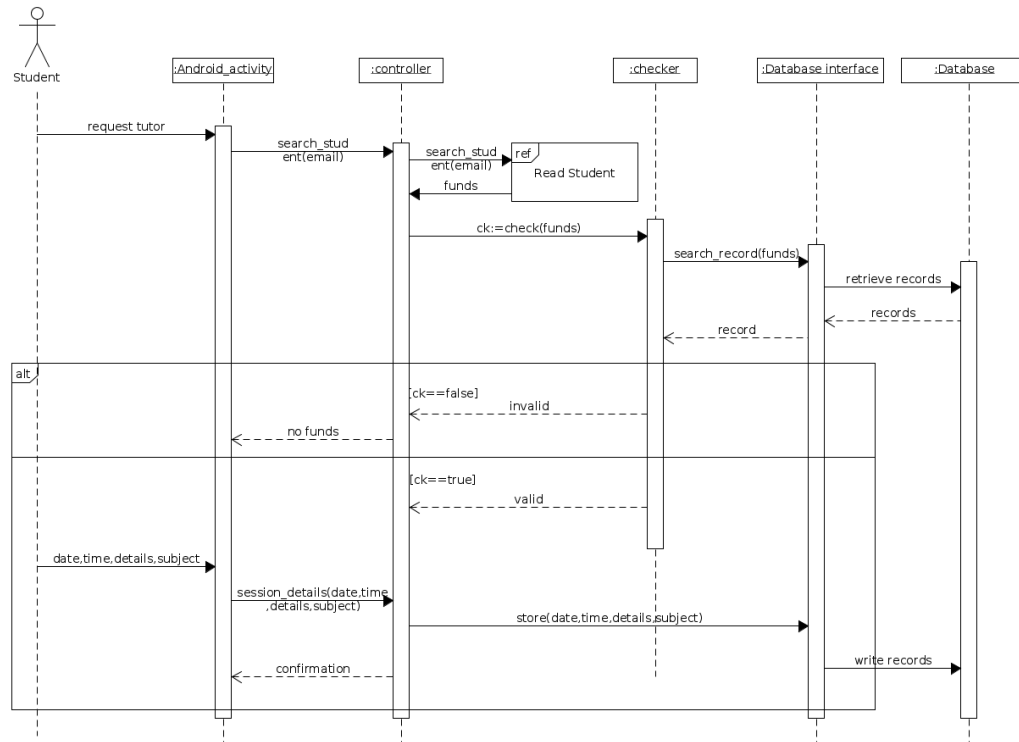 Student
:Android_activity
:controller
:checker
:Database interface
:Database
request tutor
search_stud
ent(email)
search_stud
ent(email)
ref
Read Student
funds
ck:=check(funds)
search_record(funds)
retrieve records
records
record
alt
[ck==false]
invalid
no funds
[ck==true]
valid
date,time,details,subject
session_details(date,time
,details,subject)
store(date,time,details,subject)
write records
confirmation